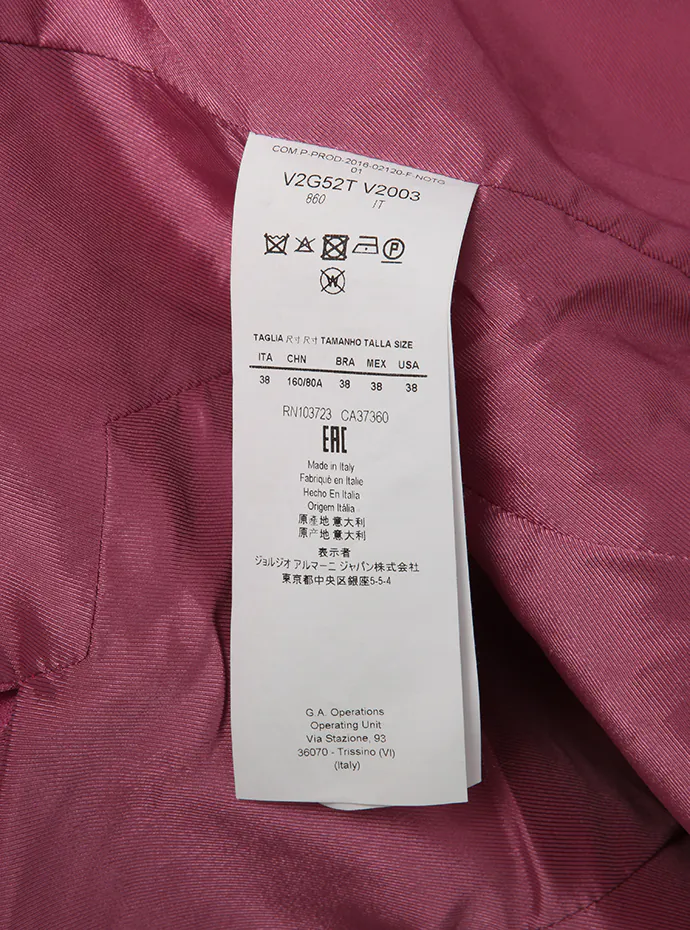 COM.P-PROD-2016-02120-F-NOTG
01
V2G52T V2003
860 IT
TAGLIA 尺寸 尺寸 TAMANHO TALLA SIZE
ITA CHN BRA MEX USA
38 160/80A 38 38 38
RN103723 CA37360
EAC
Made in Italy
Fabriqué en Italie
Hecho En Italia
Origem Itália
原產地 意大利
原产地 意大利
表示者
ジョルジオ アルマーニ ジャパン株式会社
東京都中央区銀座5-5-4
G.A. Operations
Operating Unit
Via Stazione, 93
36070 - Trissino (VI)
(Italy)